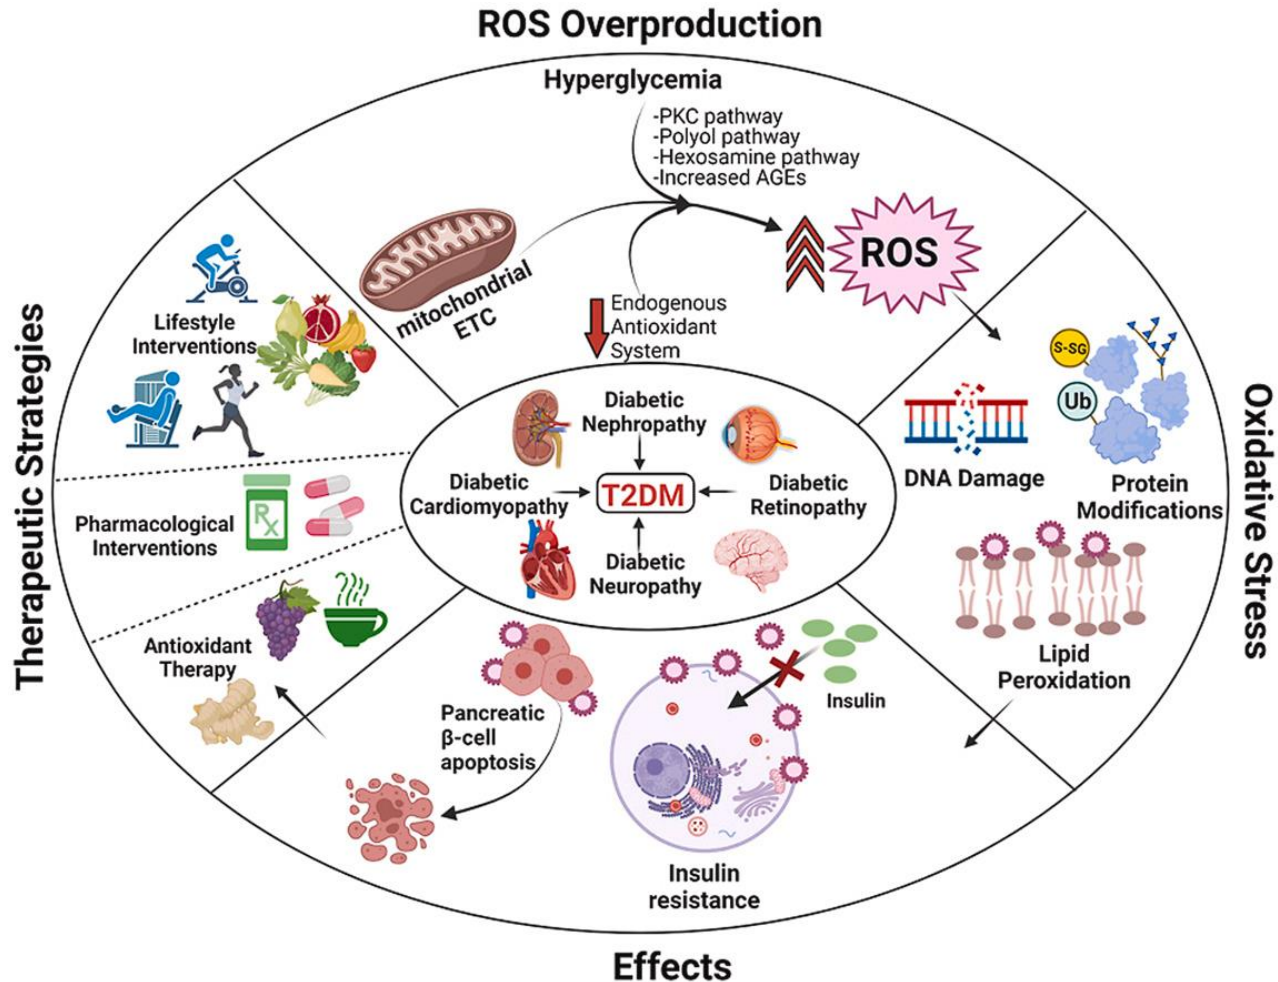 ROS Overproduction
Hyperglycemia
-PKC pathway
-Polyol pathway
-Hexosamine pathway
-Increased AGEs
mitochondrial
ETC
Endogenous
Antioxidant
System
ROS
Oxidative Stress
S-SG
Ub
DNA Damage
Protein
Modifications
Lipid
Peroxidation
Effects
Insulin
Insulin
resistance
Pancreatic
β-cell
apoptosis
Therapeutic Strategies
Lifestyle
Interventions
Rx
Pharmacological
Interventions
Antioxidant
Therapy
Diabetic
Nephropathy
Diabetic
Cardiomyopathy
T2DM
Diabetic
Retinopathy
Diabetic
Neuropathy